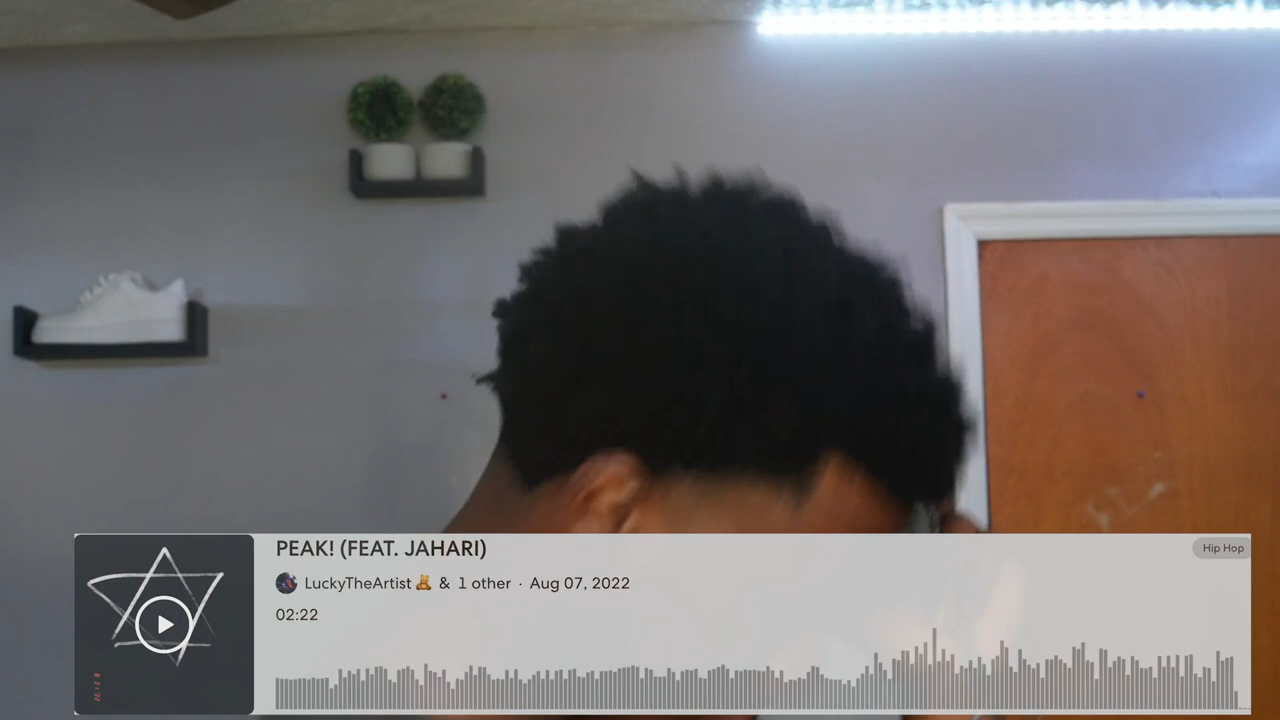 PEAK! (FEAT. JAHARI)
Hip Hop
LuckyTheArtist🧸 & 1 other · Aug 07, 2022
02:22